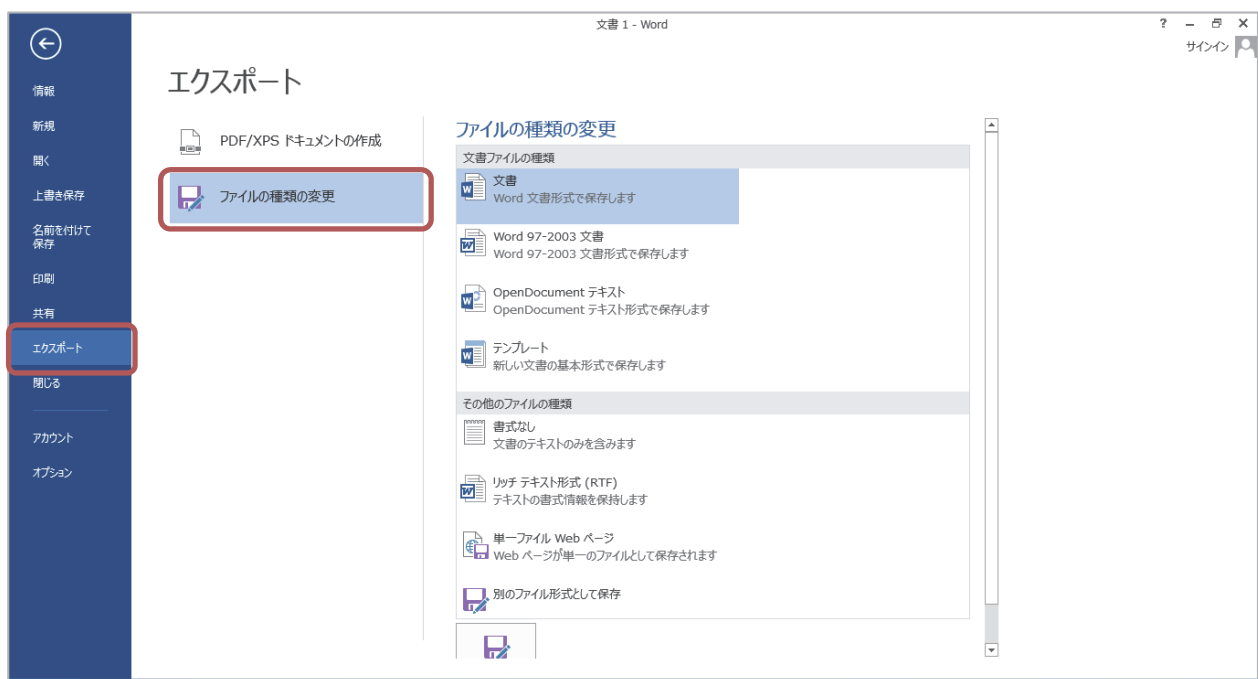 文書 1 - Word
?
サインイン
情報
新規
開く
上書き保存
名前を付けて
保存
印刷
共有
エクスポート
閉じる
アカウント
オプション
エクスポート
PDF/XPS ドキュメントの作成
ファイルの種類の変更
ファイルの種類の変更
文書ファイルの種類
文書
Word 文書形式で保存します
Word 97-2003 文書
Word 97-2003 文書形式で保存します
OpenDocument テキスト
OpenDocument テキスト形式で保存します
テンプレート
新しい文書の基本形式で保存します
その他のファイルの種類
書式なし
文書のテキストのみを含みます
リッチ テキスト形式 (RTF)
テキストの書式情報を保持します
単一ファイル Web ページ
Web ページが単一のファイルとして保存されます
別のファイル形式として保存